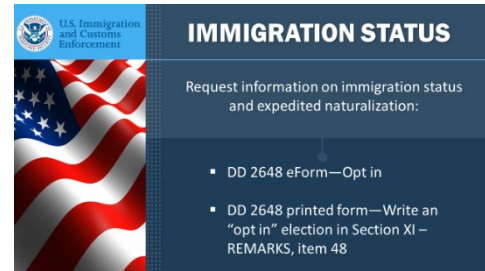 U.S. Immigration
and Customs
Enforcement
IMMIGRATION STATUS
Request information on immigration status
and expedited naturalization:
▪ DD 2648 eForm—Opt in
▪ DD 2648 printed form—Write an
“opt in” election in Section XI –
REMARKS, item 48